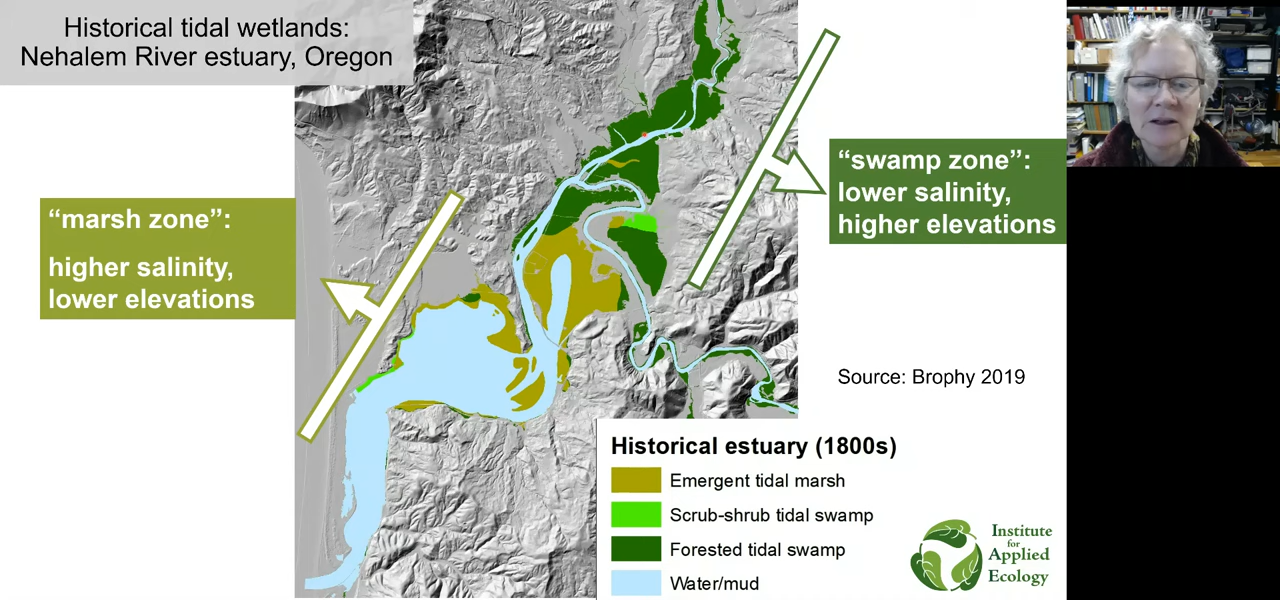 Historical tidal wetlands:
Nehalem River estuary, Oregon
“marsh zone”:
higher salinity,
lower elevations
“swamp zone”:
lower salinity,
higher elevations
Source: Brophy 2019
Historical estuary (1800s)
Emergent tidal marsh
Scrub-shrub tidal swamp
Forested tidal swamp
Water/mud
Institute
for
Applied
Ecology